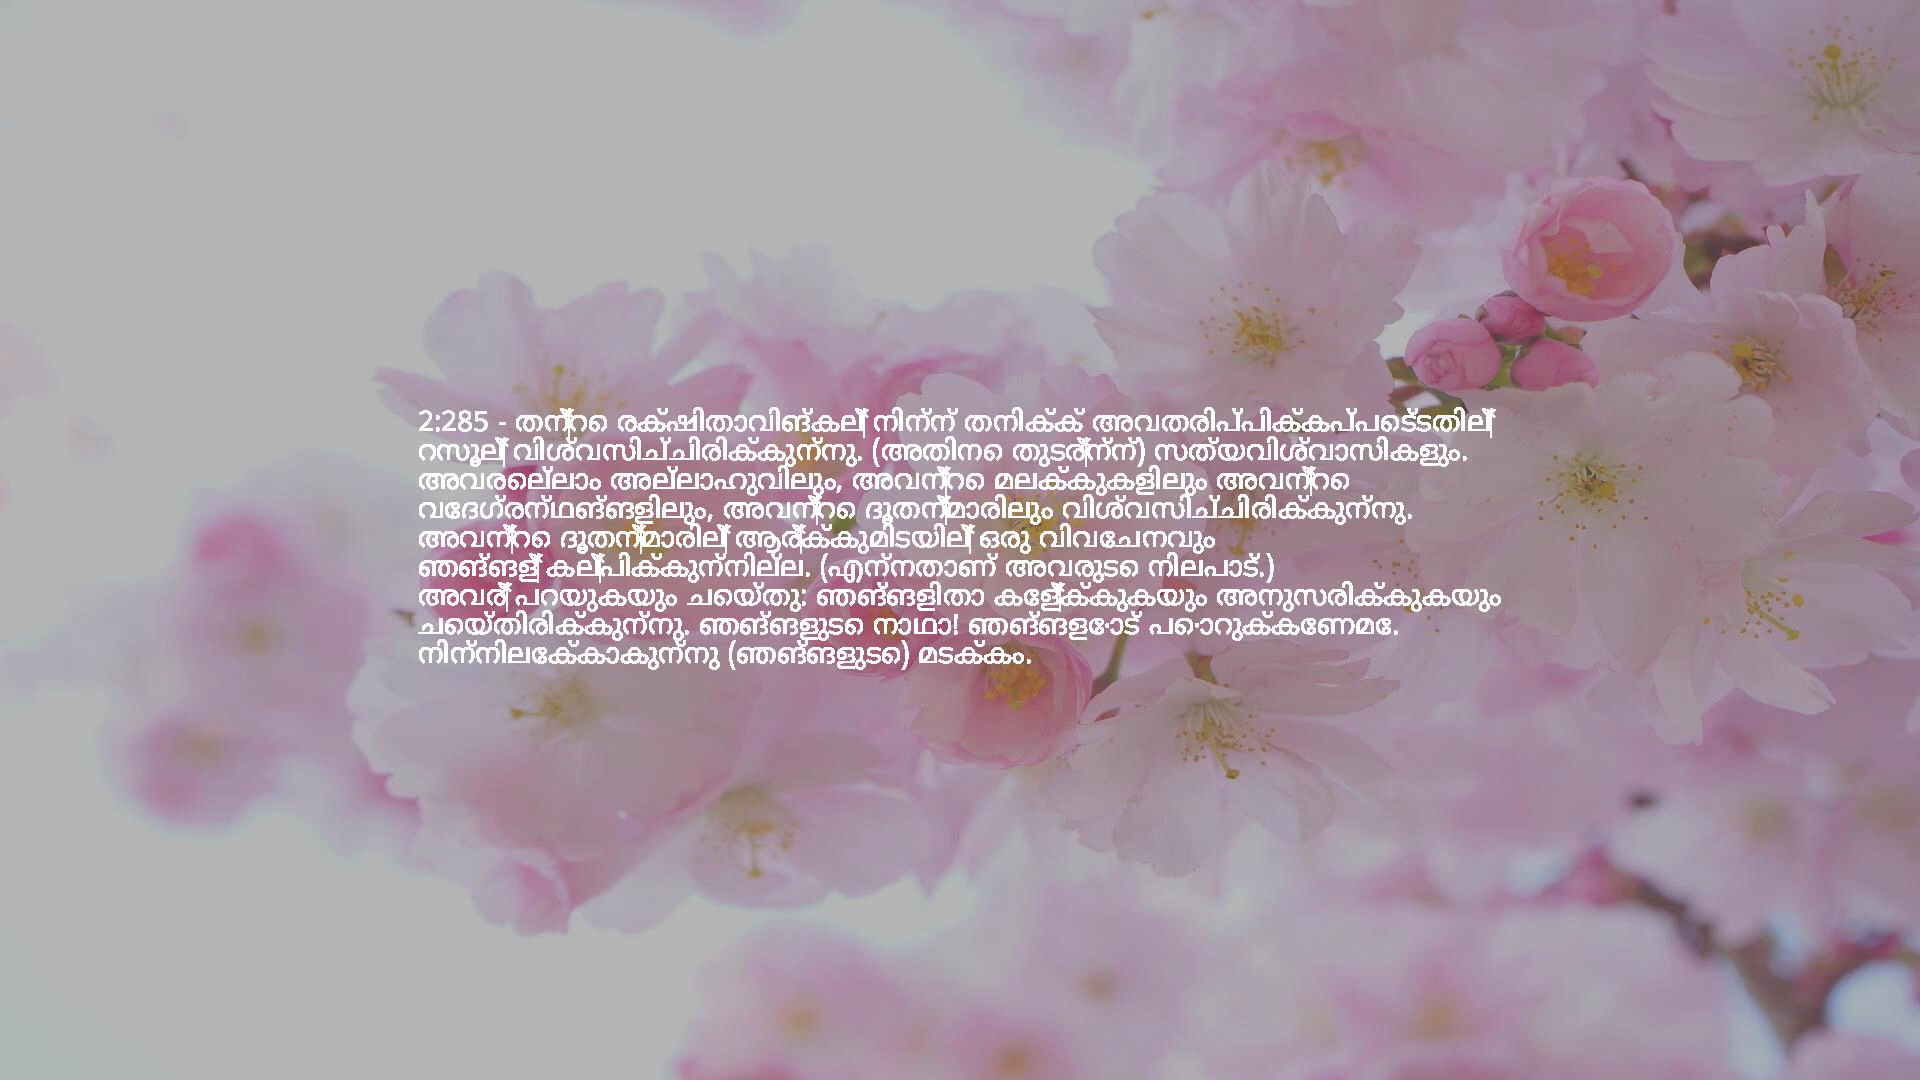 2:285 - തന്‍റെ രക്ഷിതാവിങ്കല്‍ നിന്ന് തനിക്ക് അവതരിപ്പിക്കപ്പെട്ടതില്‍
റസൂല്‍ വിശ്വസിച്ചിരിക്കുന്നു. (അതിനെ തുടര്‍ന്ന്) സത്യവിശ്വാസികളും.
അവരെല്ലാം അല്ലാഹുവിലും, അവന്‍റെ മലക്കുകളിലും അവന്‍റെ
വേദഗ്രന്ഥങ്ങളിലും, അവന്‍റെ ദൂതന്‍മാരിലും വിശ്വസിച്ചിരിക്കുന്നു.
അവന്‍റെ ദൂതന്‍മാരില്‍ ആര്‍ക്കുമിടയില്‍ ഒരു വിവേചനവും
ഞങ്ങള്‍ കല്‍പിക്കുന്നില്ല. (എന്നതാണ് അവരുടെ നിലപാട്.)
അവര്‍ പറയുകയും ചെയ്തു: ഞങ്ങളിതാ കേള്‍ക്കുകയും അനുസരിക്കുകയും
ചെയ്തിരിക്കുന്നു. ഞങ്ങളുടെ നാഥാ! ഞങ്ങളോട് പൊറുക്കണേമേ.
നിന്നിലേക്കാകുന്നു (ഞങ്ങളുടെ) മടക്കം.